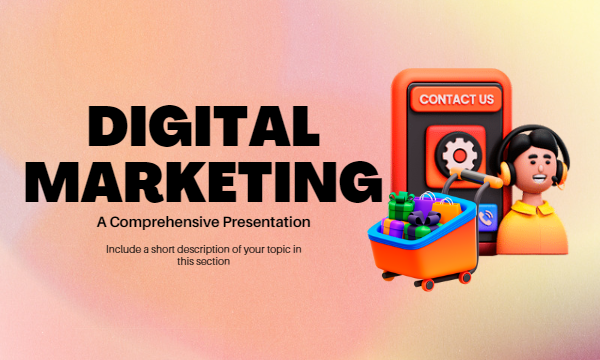 DIGITAL
MARKETING
A Comprehensive Presentation
Include a short description of your topic in
this section
CONTACT US